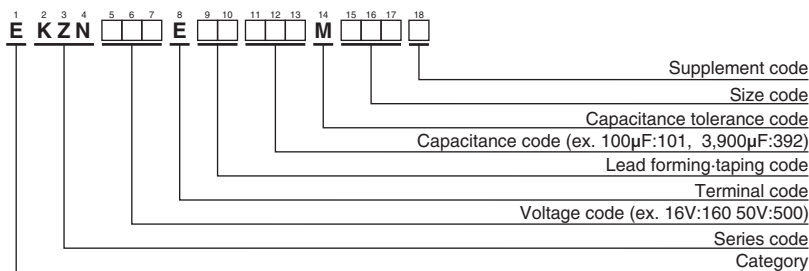 1 2 3 4 5 6 7 8 9 10 11 12 13 14 15 16 17 18
E K Z N E M
Supplement code
Size code
Capacitance tolerance code
Capacitance code (ex. 100µF:101, 3,900µF:392)
Lead forming·taping code
Terminal code
Voltage code (ex. 16V:160 50V:500)
Series code
Category